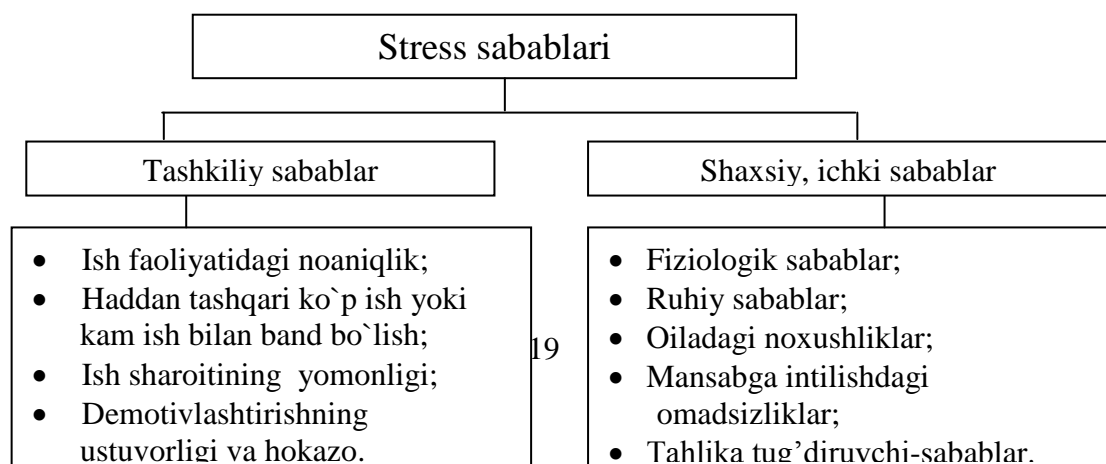 Stress sabablari
Tashkiliy sabablar
Shaxsiy, ichki sabablar
• Ish faoliyatidagi noaniqlik;
• Haddan tashqari ko`p ish yoki
kam ish bilan band bo`lish;
• Ish sharoitining yomonligi;
• Demotivlashtirishning
ustuvorligi va hokazo.
19
• Fiziologik sabablar;
• Ruhiy sabablar;
• Oiladagi noxushliklar;
• Mansabga intilishdagi
omadsizliklar;
• Tahlika tug’diruvchi-sabablar.